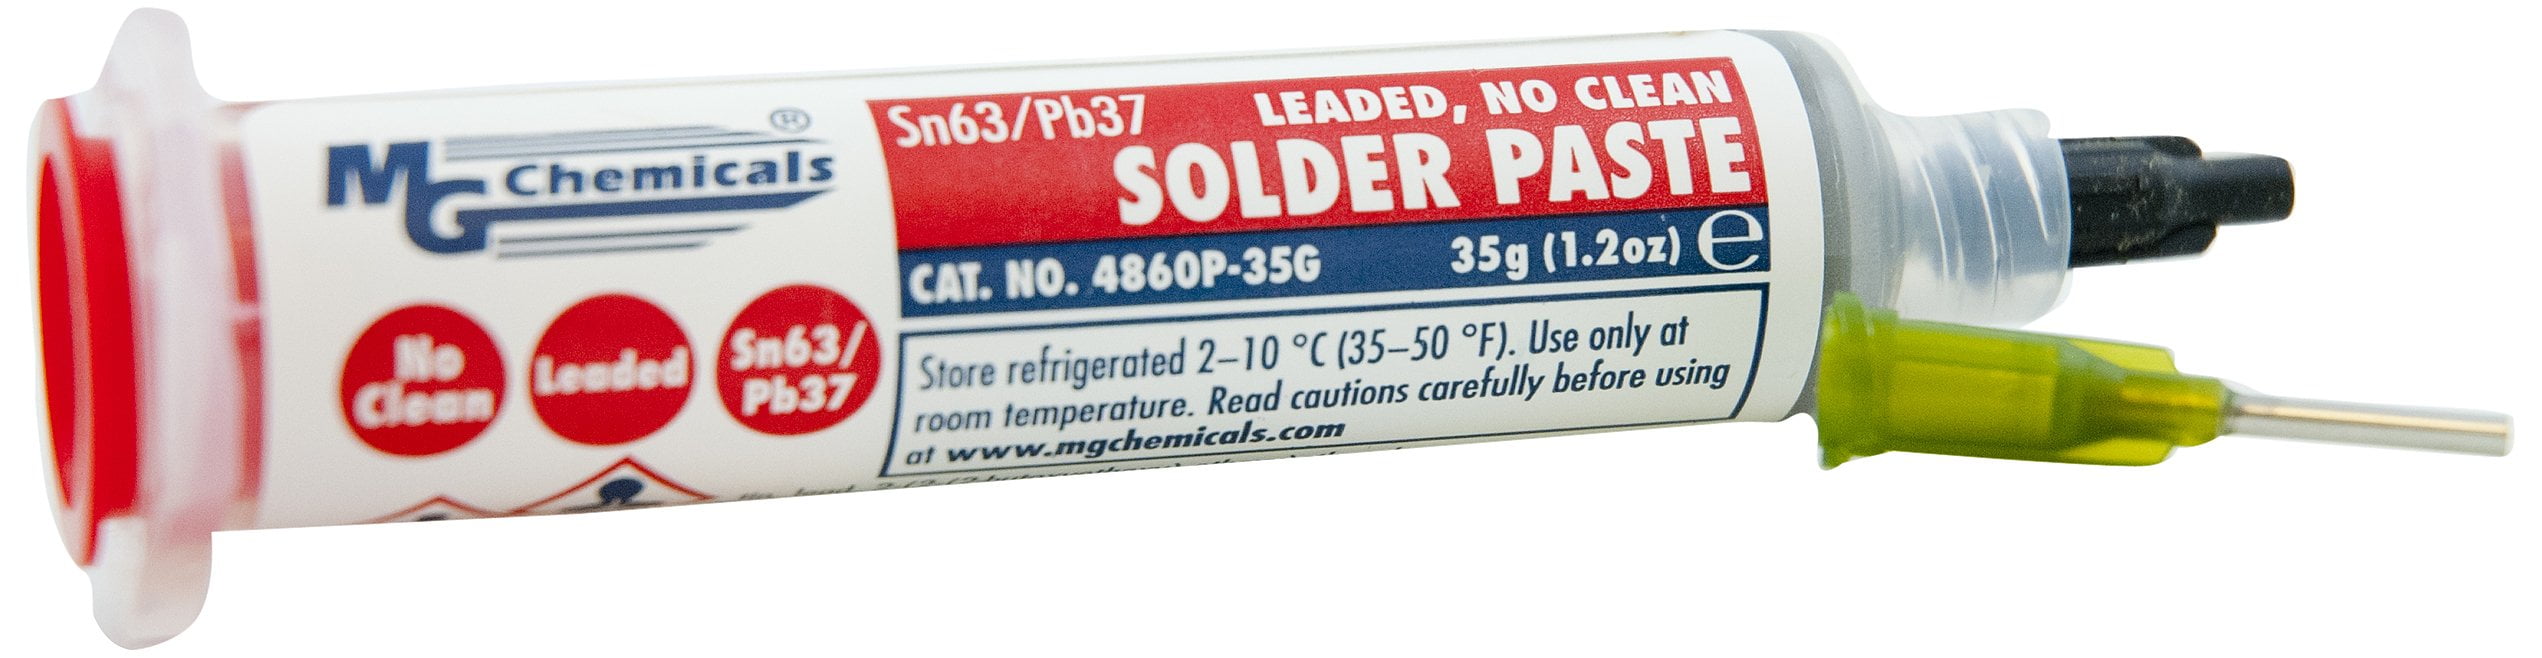 MG Chemicals ®
No
Clean
Leaded
Sn63/
Pb37
Sn63/Pb37
LEADED, NO CLEAN
SOLDER PASTE
CAT. NO. 4860P-35G
35g (1.2oz) ℮
Store refrigerated 2–10 °C (35–50 °F). Use only at
room temperature. Read cautions carefully before using
at www.mgchemicals.com